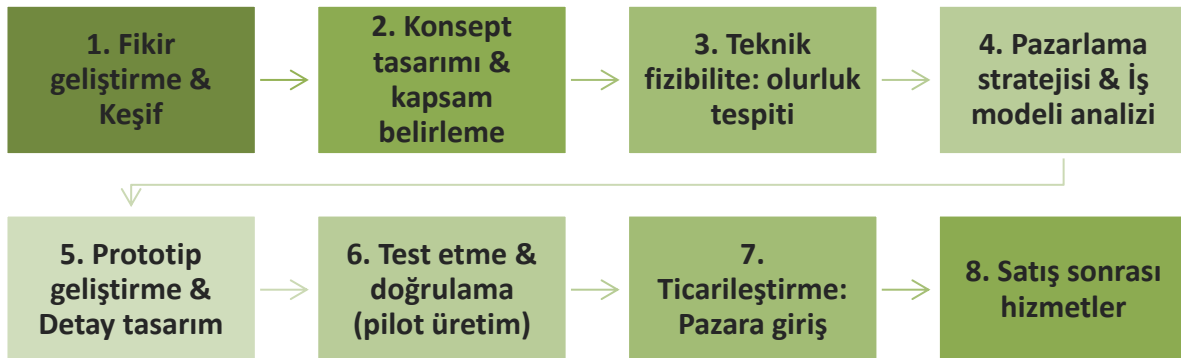 1. Fikir
geliştirme &
Keşif
2. Konsept
tasarımı &
kapsam
belirleme
3. Teknik
fizibilite: olurluk
tespiti
4. Pazarlama
stratejisi & İş
modeli analizi
5. Prototip
geliştirme &
Detay tasarım
6. Test etme &
doğrulama
(pilot üretim)
7.
Ticarileştirme:
Pazara giriş
8. Satış sonrası
hizmetler